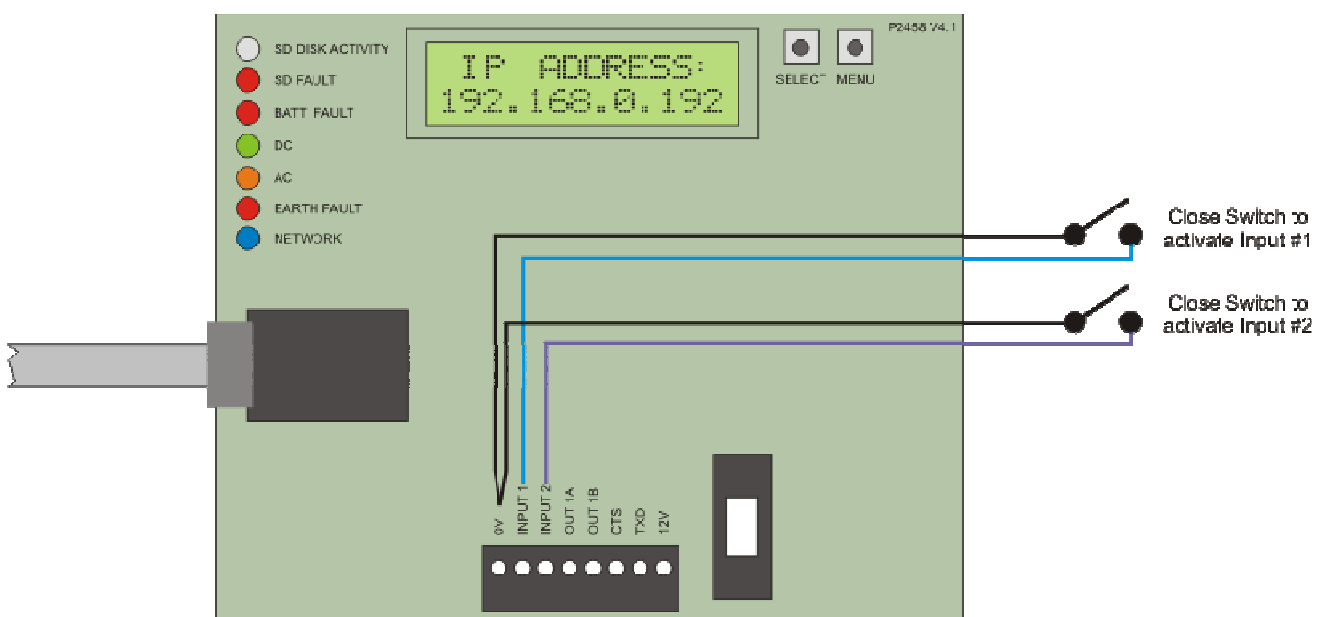 P2458 V4.1
SD DISK ACTIVITY
SD FAULT
BATT FAULT
DC
AC
EARTH FAULT
NETWORK
IP ADDRESS:
192.168.0.192
SELECT
MENU
Close Switch to
activate Input #1
Close Switch to
activate Input #2
0V
INPUT 1
INPUT 2
OUT 1A
OUT 1B
CTS
TXD
12V